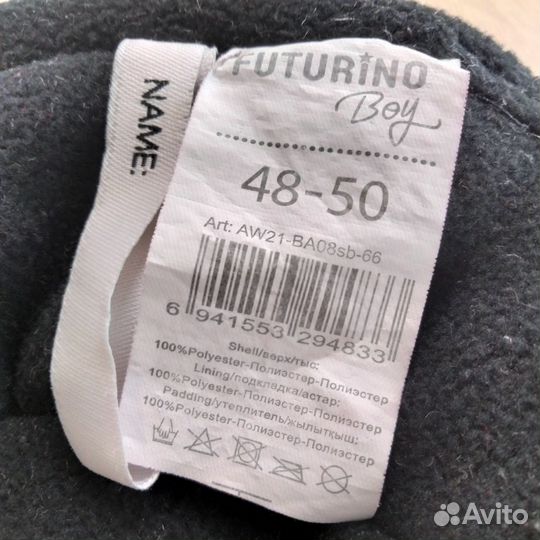 FUTURINO
Boy
NAME:
48-50
Art: AW21-BA08sb-66
6 941553 294833
Shell/верх/тыс:
100%Polyester-Полиэстер-Полиэстер
Lining/подкладка/астар:
100%Polyester-Полиэстер-Полиэстер
Padding/утеплитель/жылытқыш:
100%Polyester-Полиэстер-Полиэстер
Avito